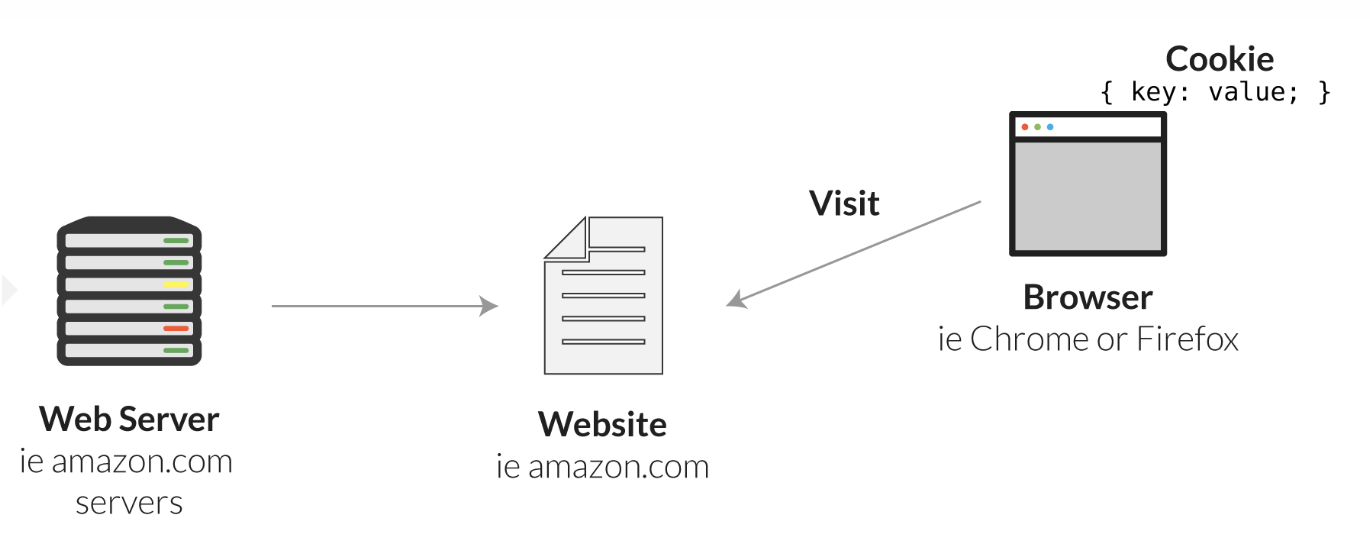 Cookie
{ key: value; }
Visit
Browser
ie Chrome or Firefox
Web Server
ie amazon.com
servers
Website
ie amazon.com